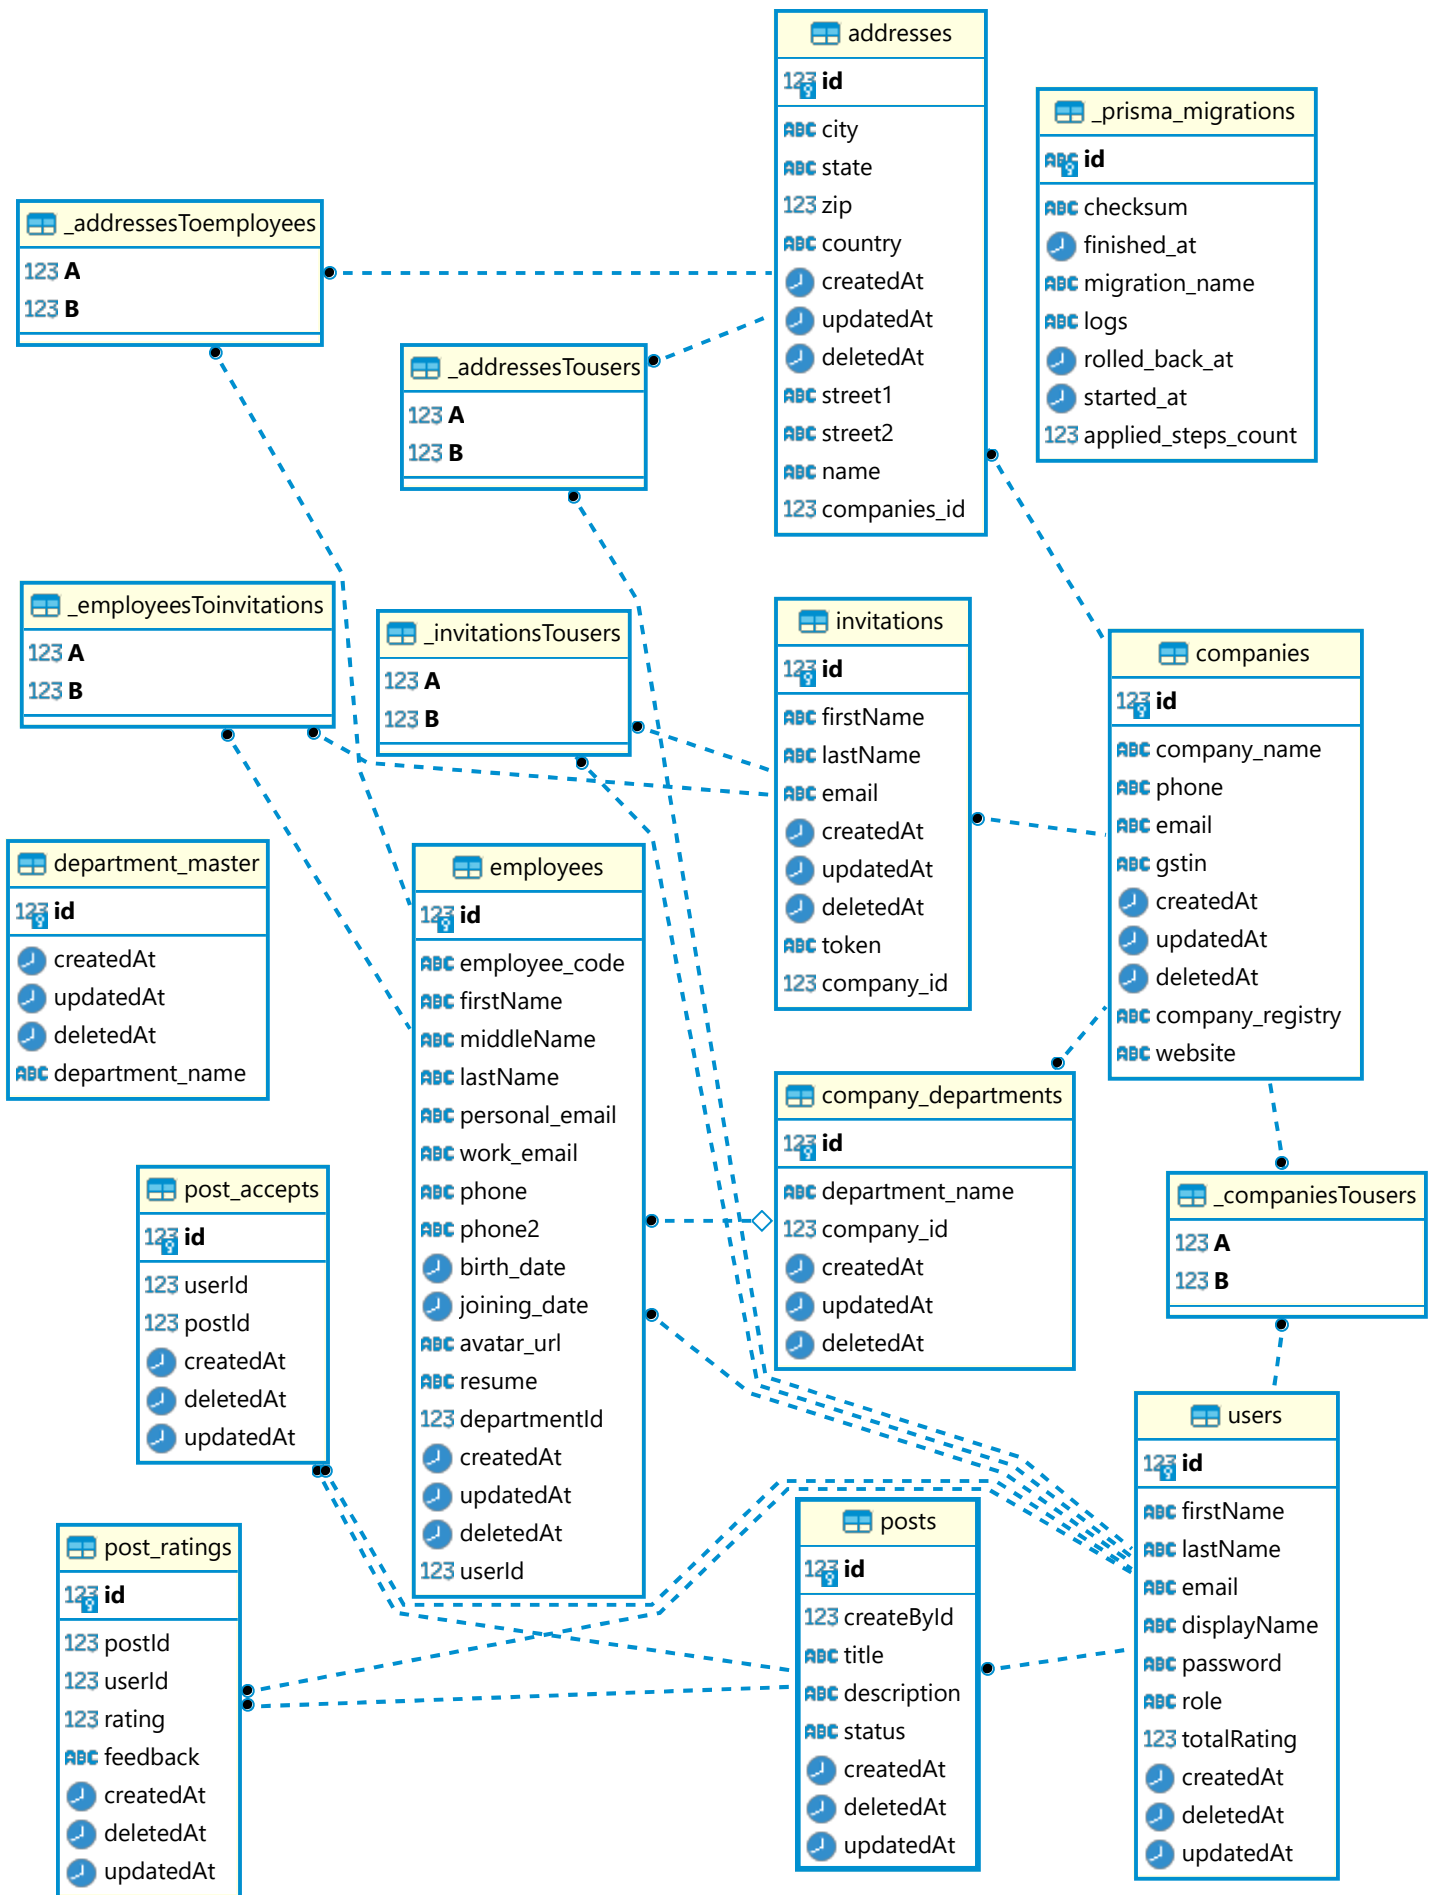 addresses
id
city
state
zip
country
createdAt
updatedAt
deletedAt
street1
street2
name
companies_id
_prisma_migrations
id
checksum
finished_at
migration_name
logs
rolled_back_at
started_at
applied_steps_count
_addressesToemployees
A
B
_addressesTousers
A
B
_employeesToinvitations
A
B
_invitationsTousers
A
B
invitations
id
firstName
lastName
email
createdAt
updatedAt
deletedAt
token
company_id
companies
id
company_name
phone
email
gstin
createdAt
updatedAt
deletedAt
company_registry
website
department_master
id
createdAt
updatedAt
deletedAt
department_name
employees
id
employee_code
firstName
middleName
lastName
personal_email
work_email
phone
phone2
birth_date
joining_date
avatar_url
resume
departmentId
createdAt
updatedAt
deletedAt
userId
company_departments
id
department_name
company_id
createdAt
updatedAt
deletedAt
_companiesTousers
A
B
post_accepts
id
userId
postId
createdAt
deletedAt
updatedAt
users
id
firstName
lastName
email
displayName
password
role
totalRating
createdAt
deletedAt
updatedAt
posts
id
createById
title
description
status
createdAt
deletedAt
updatedAt
post_ratings
id
postId
userId
rating
feedback
createdAt
deletedAt
updatedAt